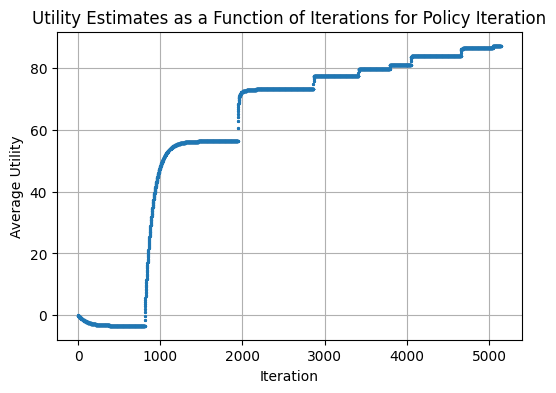 Utility Estimates as a Function of Iterations for Policy Iteration
Average Utility
80
60
40
20
0
0 1000 2000 3000 4000 5000
Iteration